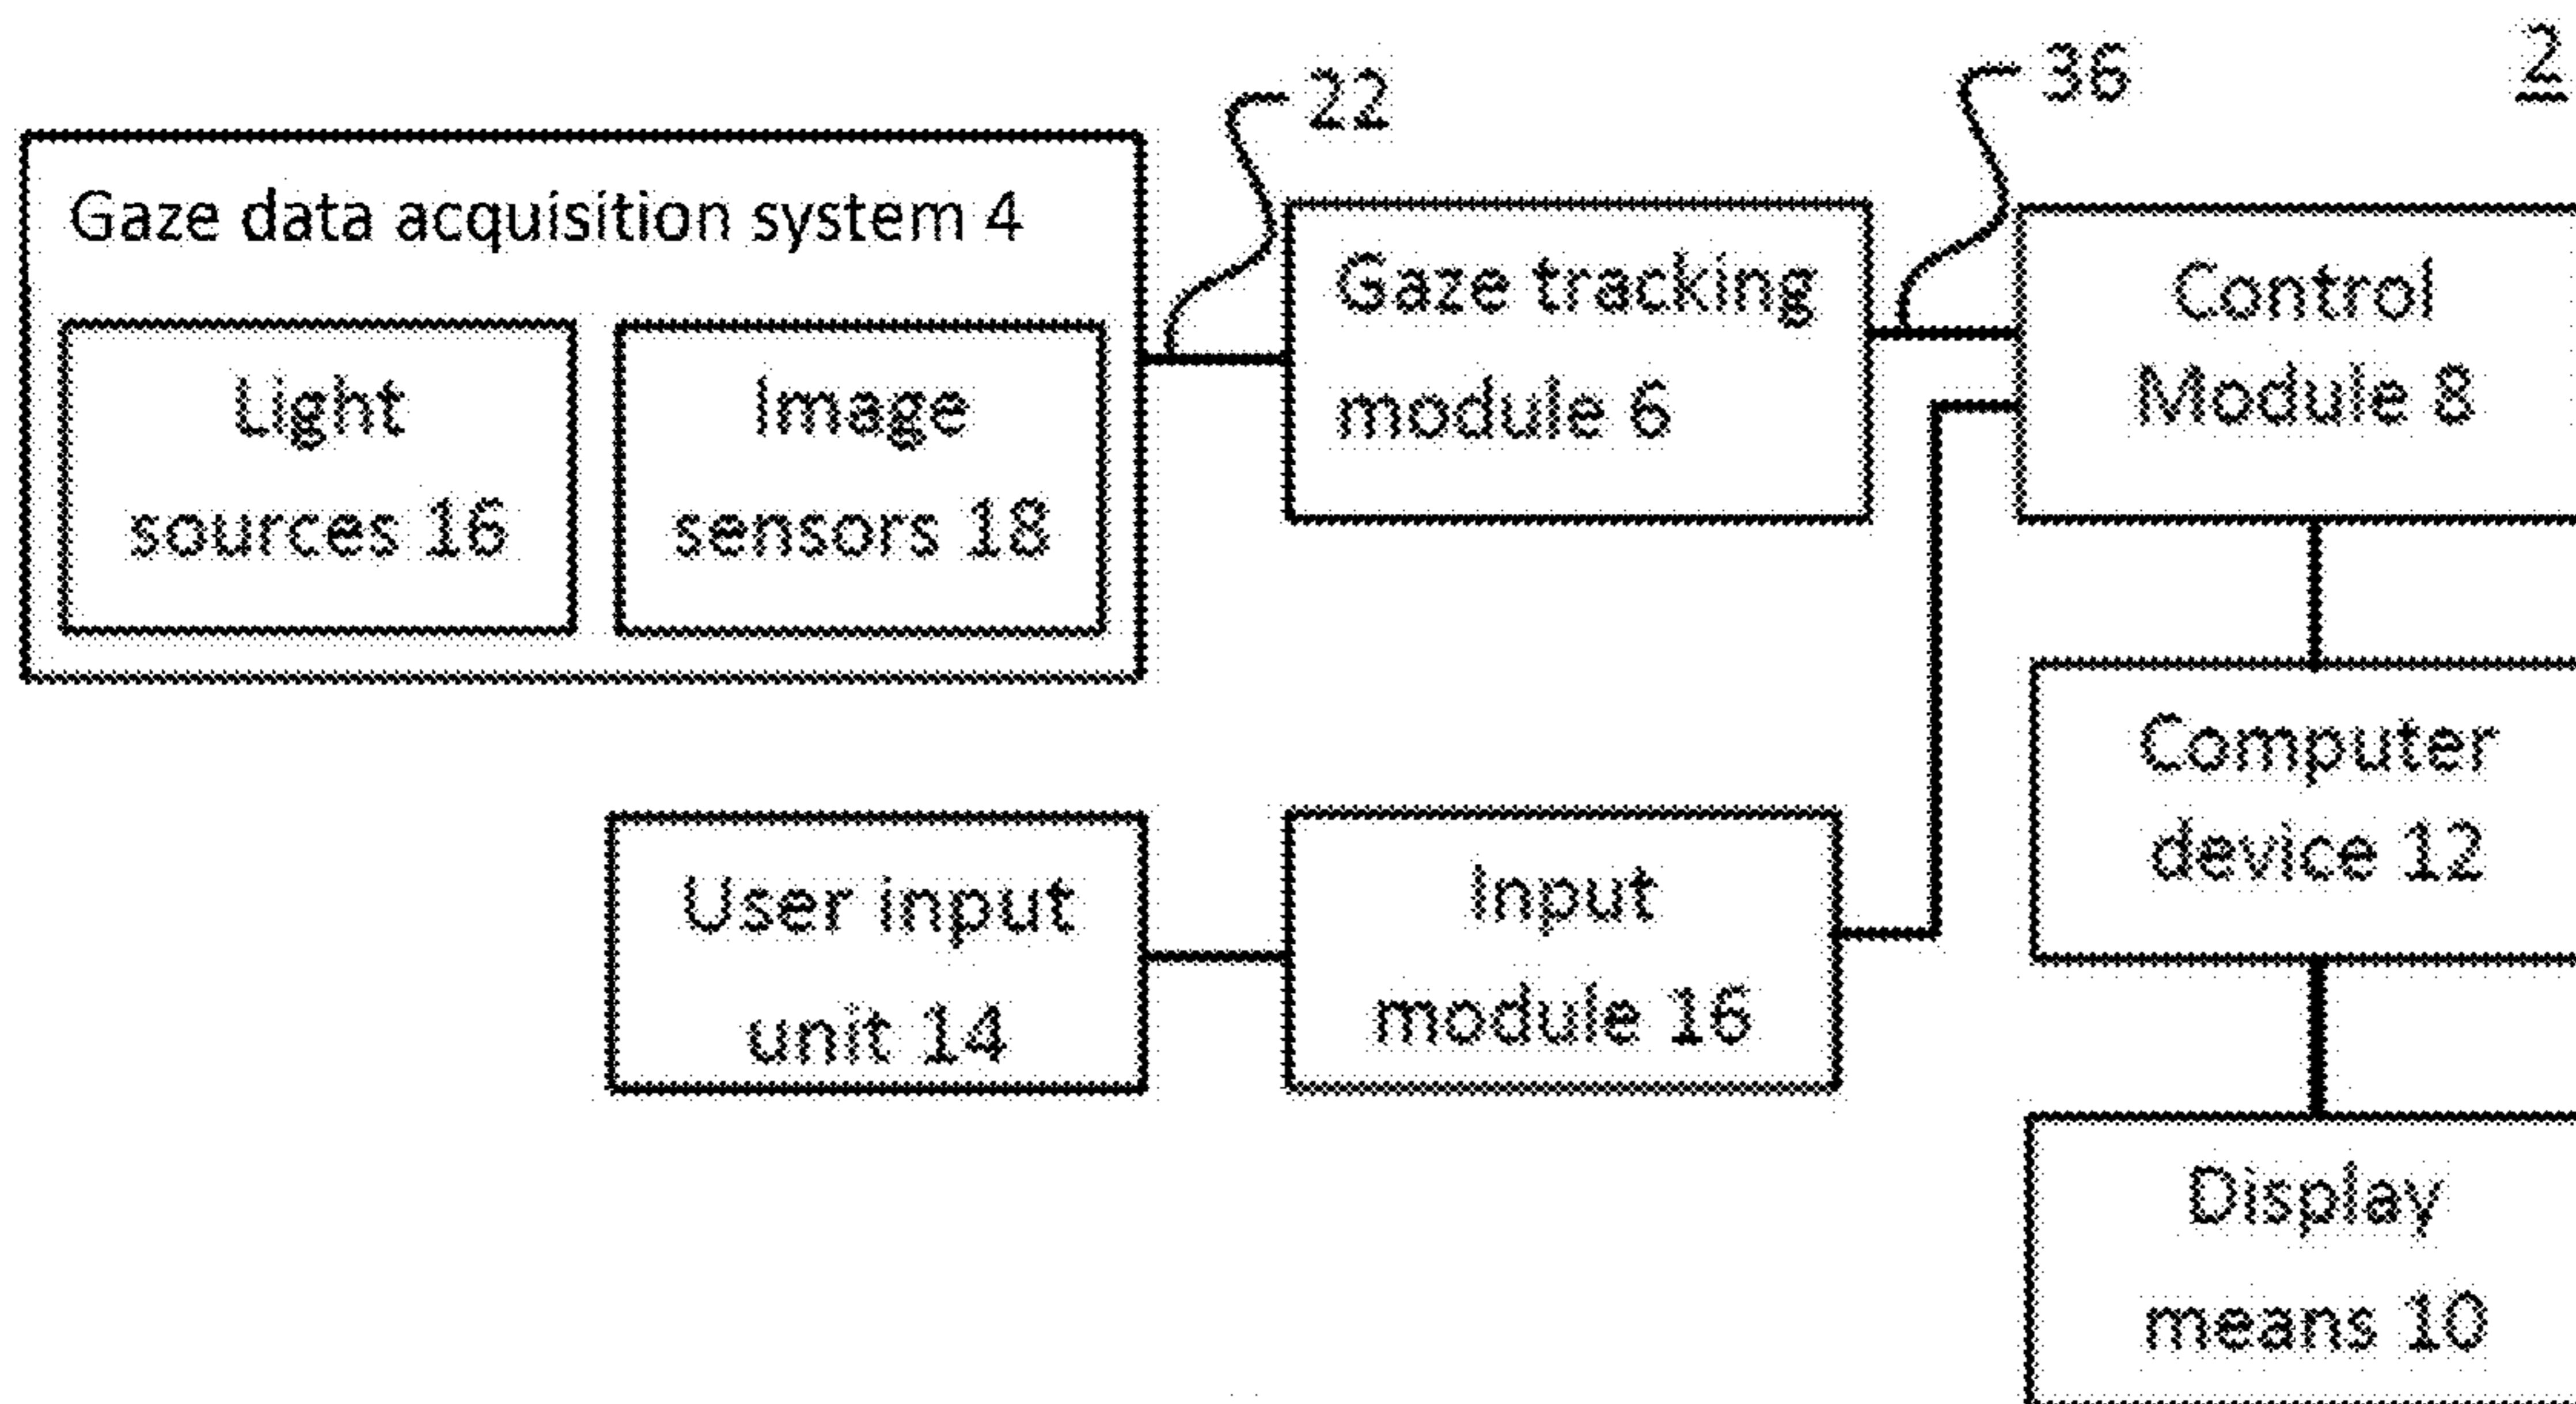 2
22
36
Gaze data acquisition system 4
Light
sources 16
Image
sensors 18
Gaze tracking
module 6
Control
Module 8
Computer
device 12
User input
unit 14
Input
module 16
Display
means 10